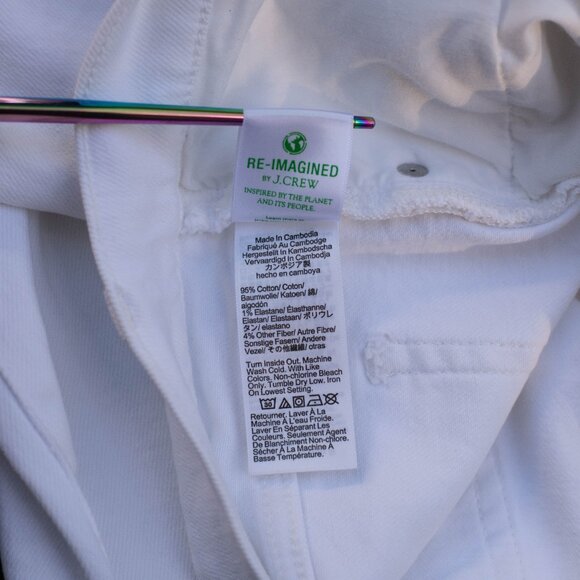 RE-IMAGINED
BY J.CREW
INSPIRED BY THE PLANET
AND ITS PEOPLE.
Made In Cambodia
Fabriqué Au Cambodge
Hergestellt In Kambodscha
Vervaardigd In Cambodja
カンボジア製
hecho en camboya
95% Cotton/ Coton/
Baumwolle/ Katoen/ 綿/
algodón
1% Elastane/ Élasthanne/
Elastan/ Elastaan/ ポリウレ
タン/ elastano
4% Other Fiber/ Autre Fibre/
Sonstige Fasern/ Andere
Vezel/ その他繊維/ otras
Turn Inside Out. Machine
Wash Cold. With Like
Colors. Non-chlorine Bleach
Only. Tumble Dry Low. Iron
On Lowest Setting.
30
Retourner. Laver À La
Machine À L'eau Froide.
Laver En Séparant Les
Couleurs. Seulement Agent
De Blanchiment Non-chlore.
Sécher À La Machine À
Basse Température.